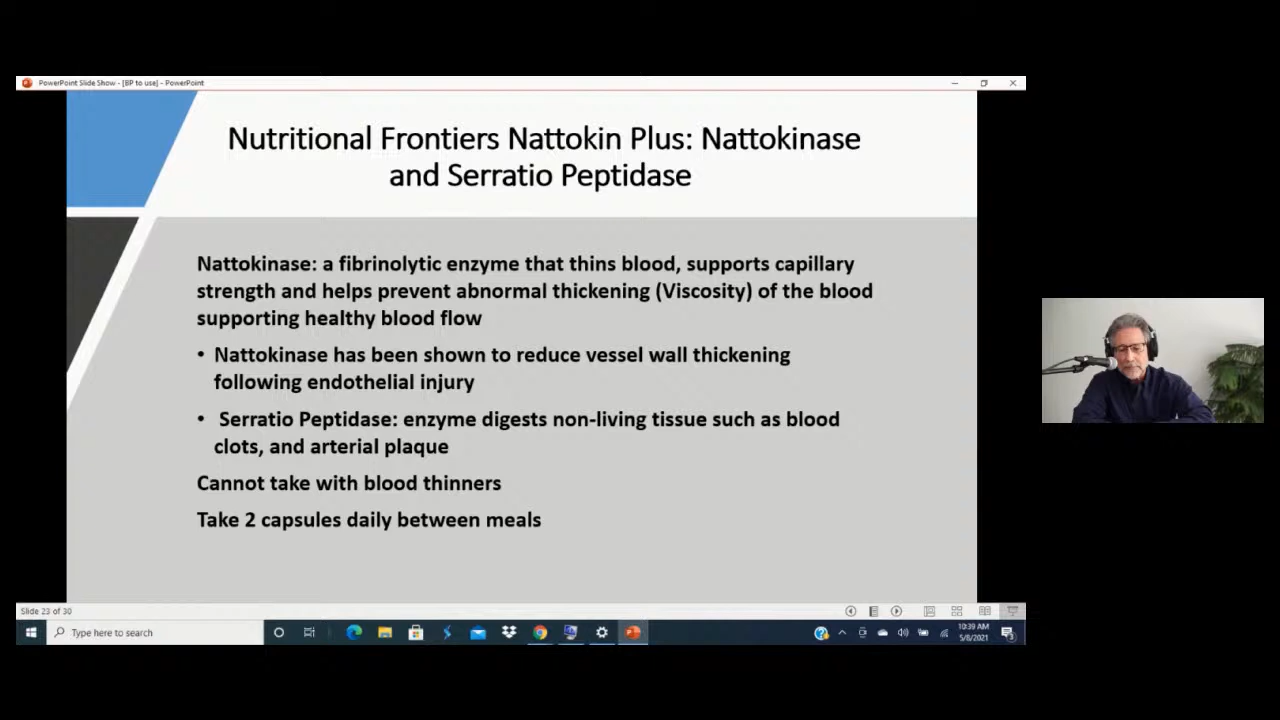 PowerPoint Slide Show - [BP to use] - PowerPoint
Nutritional Frontiers Nattokin Plus: Nattokinase
and Serratio Peptidase
Nattokinase: a fibrinolytic enzyme that thins blood, supports capillary
strength and helps prevent abnormal thickening (Viscosity) of the blood
supporting healthy blood flow
• Nattokinase has been shown to reduce vessel wall thickening
following endothelial injury
• Serratio Peptidase: enzyme digests non-living tissue such as blood
clots, and arterial plaque
Cannot take with blood thinners
Take 2 capsules daily between meals
Slide 23 of 30
Type here to search
10:39 AM
5/6/2021